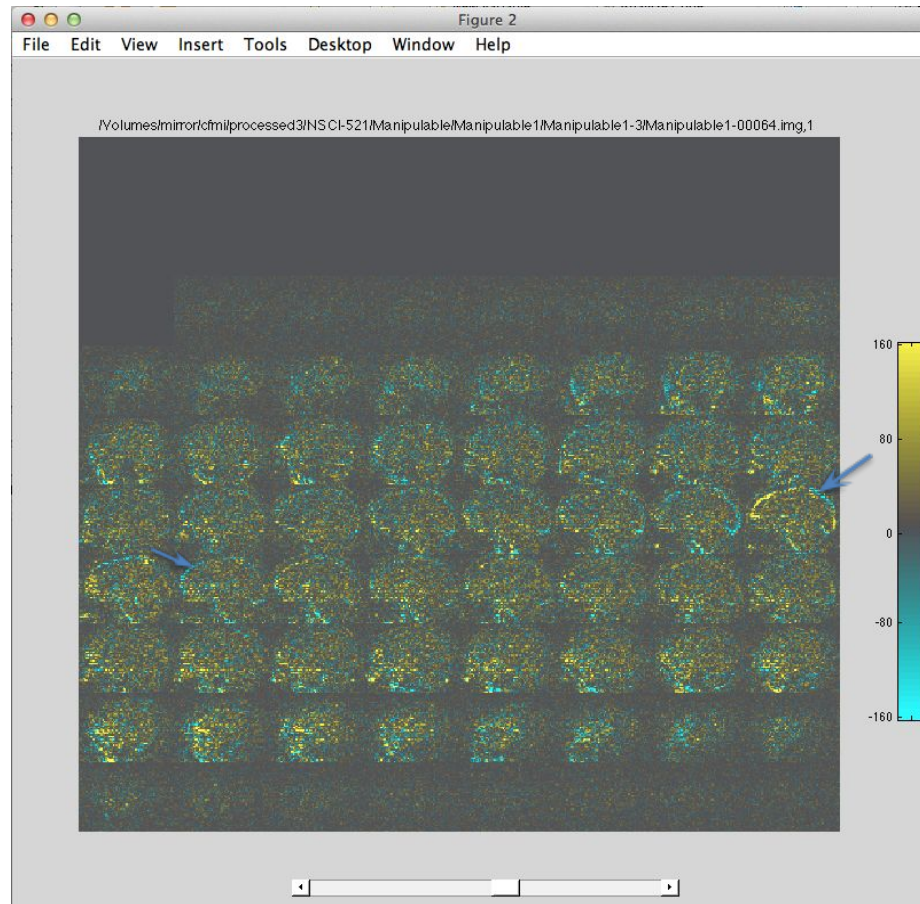 Figure 2
File Edit View Insert Tools Desktop Window Help
/Volumes/mirror/cfmi/processed3/NSCI-521/Manipulable/Manipulable1/Manipulable1-3/Manipulable1-00064.img,1
160
80
0
-80
-160